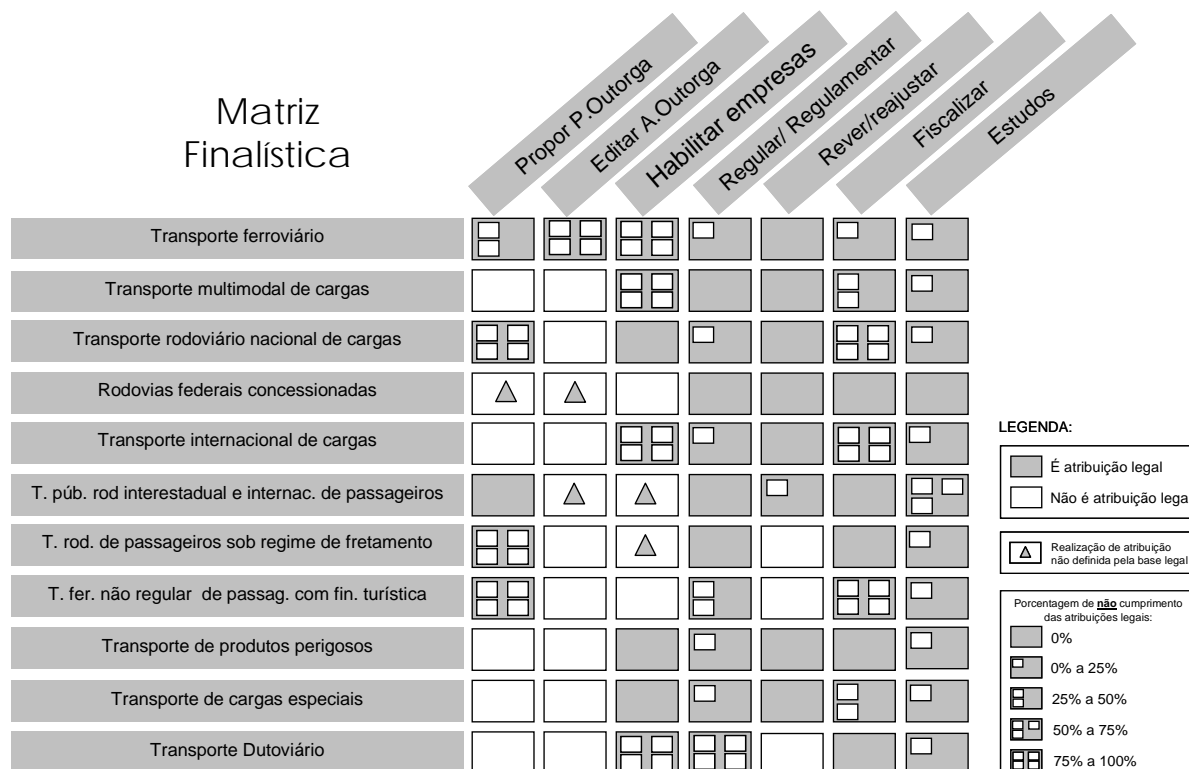 Matriz
Finalística
Propor P.Outorga
Editar A.Outorga
Habilitar empresas
Regular/ Regulamentar
Rever/reajustar
Fiscalizar
Estudos
Transporte ferroviário
Transporte multimodal de cargas
Transporte rodoviário nacional de cargas
Rodovias federais concessionadas
Transporte internacional de cargas
T. púb. rod interestadual e internac. de passageiros
T. rod. de passageiros sob regime de fretamento
T. fer. não regular de passag. com fin. turística
Transporte de produtos perigosos
Transporte de cargas especiais
Transporte Dutoviário
LEGENDA:
É atribuição legal
Não é atribuição lega
Realização de atribuição
não definida pela base legal
Porcentagem de não cumprimento
das atribuições legais:
0%
0% a 25%
25% a 50%
50% a 75%
75% a 100%